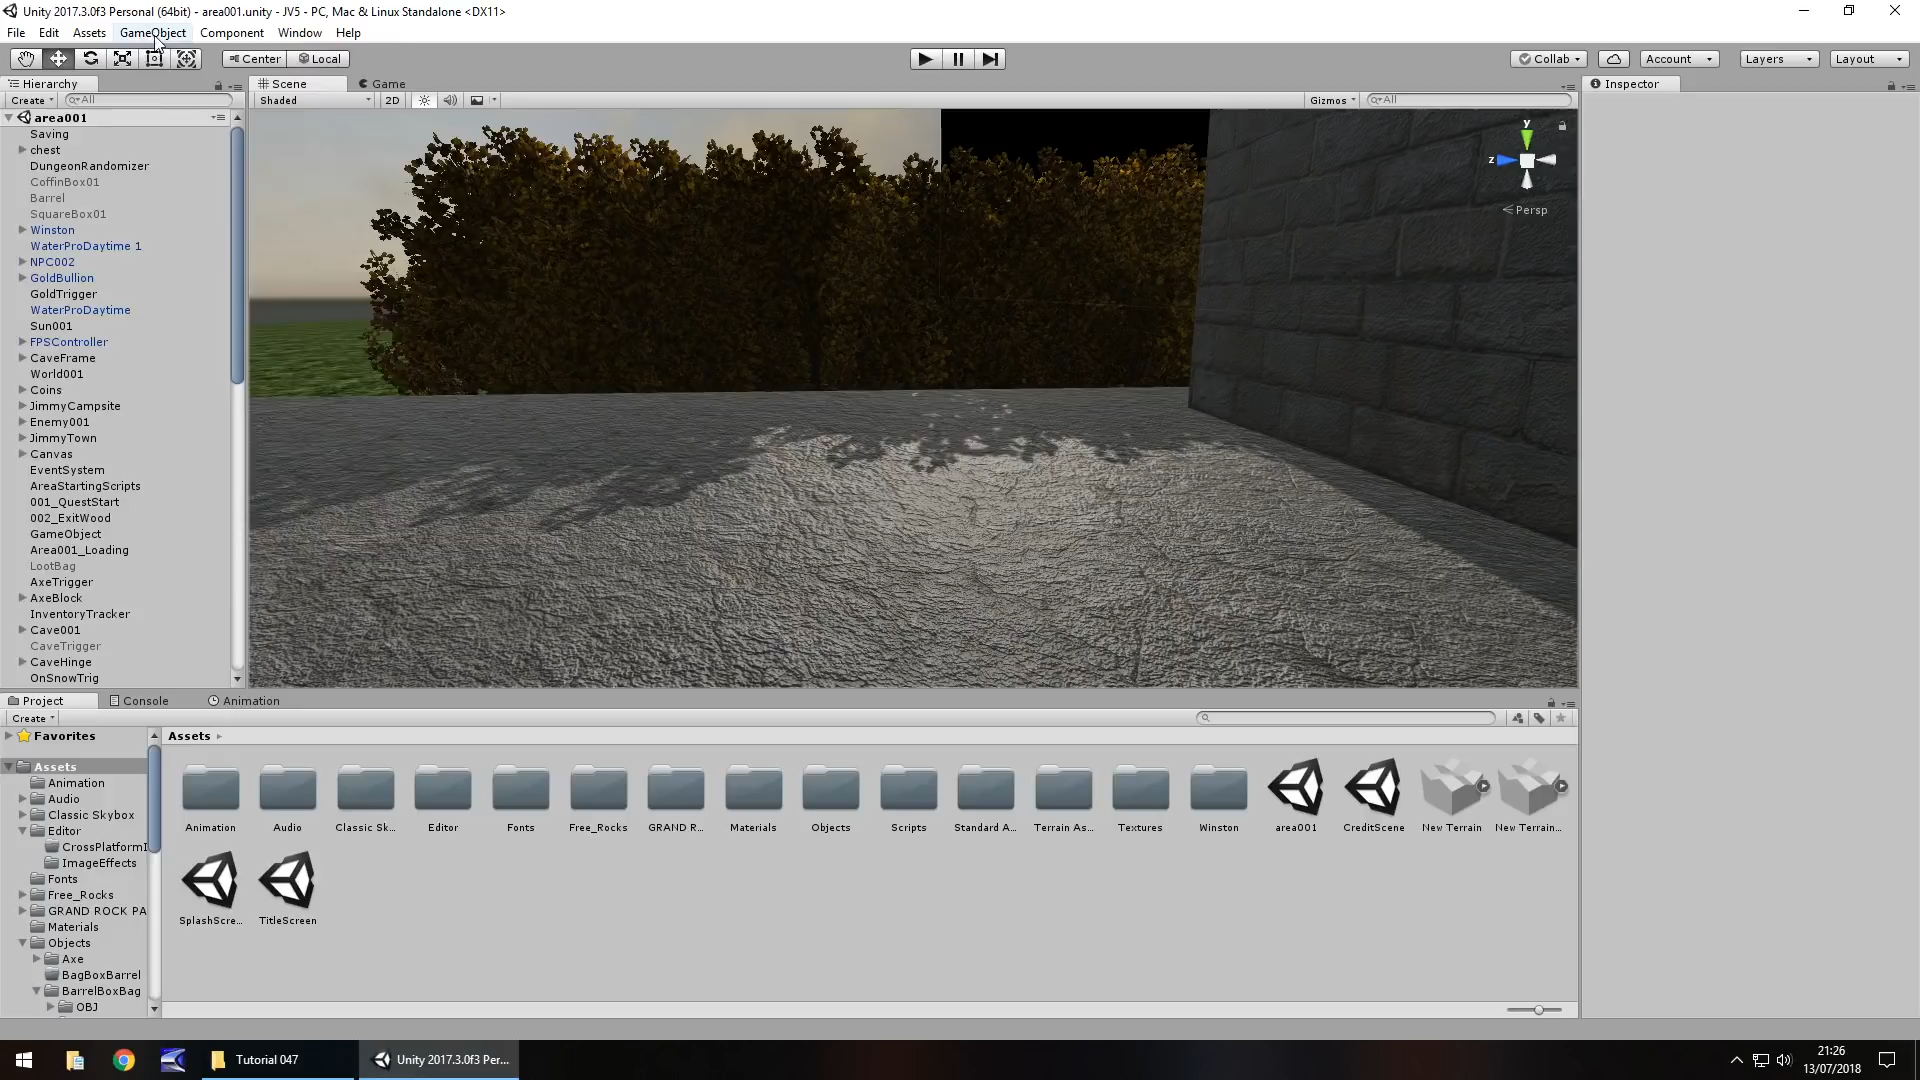 Unity 2017.3.0f3 Personal (64bit) - area001.unity - JV5 - PC, Mac & Linux Standalone <DX11>
File Edit Assets GameObject Component Window Help
Center Local Collab Account Layers Layout
Hierarchy Scene Game Inspector
Create All Shaded 2D Gizmos All
area001
Saving
chest
DungeonRandomizer
CoffinBox01
Barrel
SquareBox01
Winston
WaterProDaytime 1
NPC002
GoldBullion
GoldTrigger
WaterProDaytime
Sun001
FPSController
CaveFrame
World001
Coins
JimmyCampsite
Enemy001
JimmyTown
Canvas
EventSystem
AreaStartingScripts
001_QuestStart
002_ExitWood
GameObject
Area001_Loading
LootBag
AxeTrigger
AxeBlock
InventoryTracker
Cave001
CaveTrigger
CaveHinge
OnSnowTrig
y
z
Persp
Project Console Animation
Create
Favorites
Assets
Animation
Audio
Classic Skybox
Editor
CrossPlatformI
ImageEffects
Fonts
Free_Rocks
GRAND ROCK PA
Materials
Objects
Axe
BagBoxBarrel
BarrelBoxBag
OBJ
Assets
Animation Audio Classic Sk... Editor Fonts Free_Rocks GRAND R... Materials Objects Scripts Standard A... Terrain As... Textures Winston area001 CreditScene New Terrain New Terrain...
SplashScre... TitleScreen
Tutorial 047
Unity 2017.3.0f3 Per...
21:26
13/07/2018